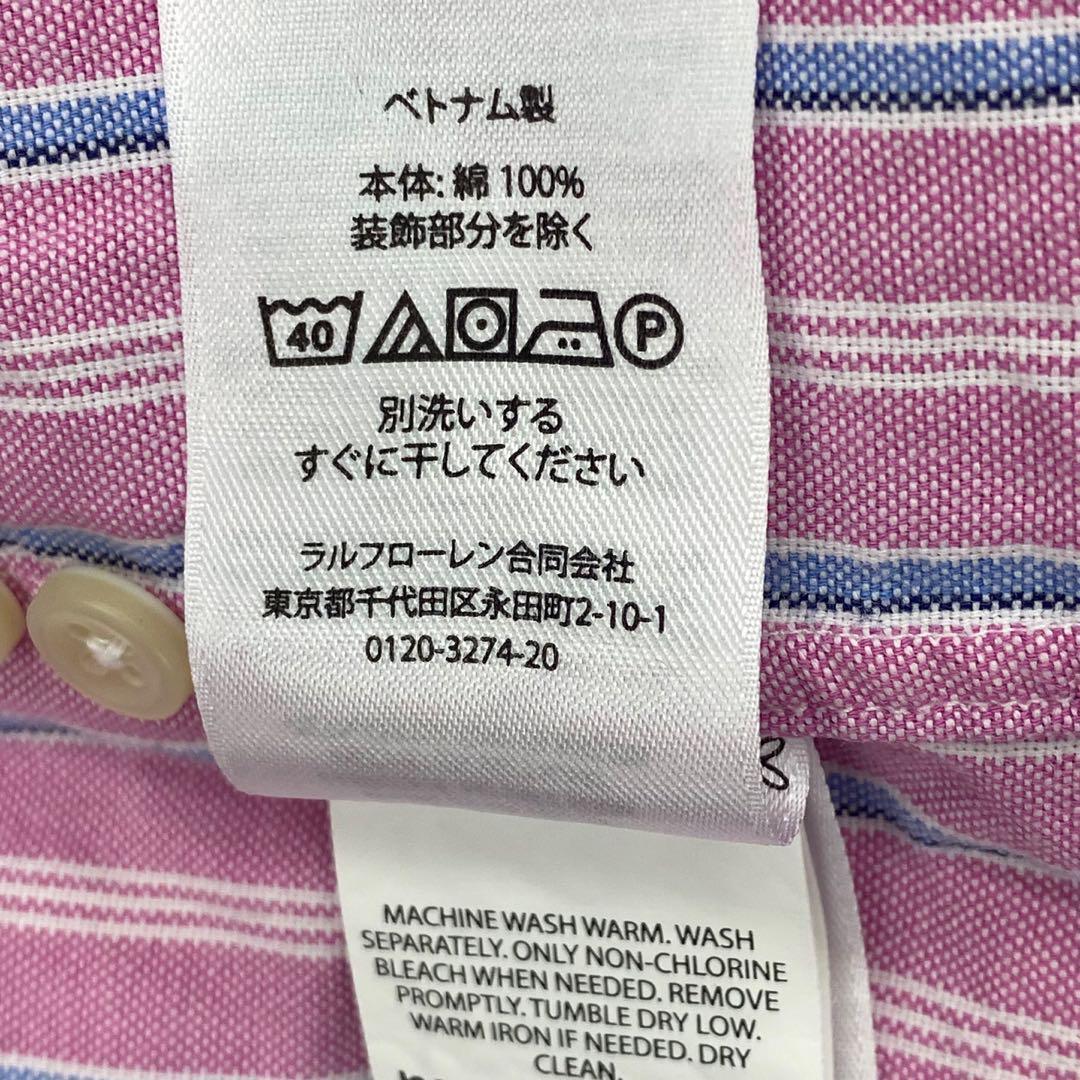 ベトナム製
本体: 綿 100%
装飾部分を除く
40 P
別洗いする
すぐに干してください
ラルフローレン合同会社
東京都千代田区永田町2-10-1
0120-3274-20
MACHINE WASH WARM. WASH
SEPARATELY. ONLY NON-CHLORINE
BLEACH WHEN NEEDED. REMOVE
PROMPTLY. TUMBLE DRY LOW.
WARM IRON IF NEEDED. DRY
CLEAN.